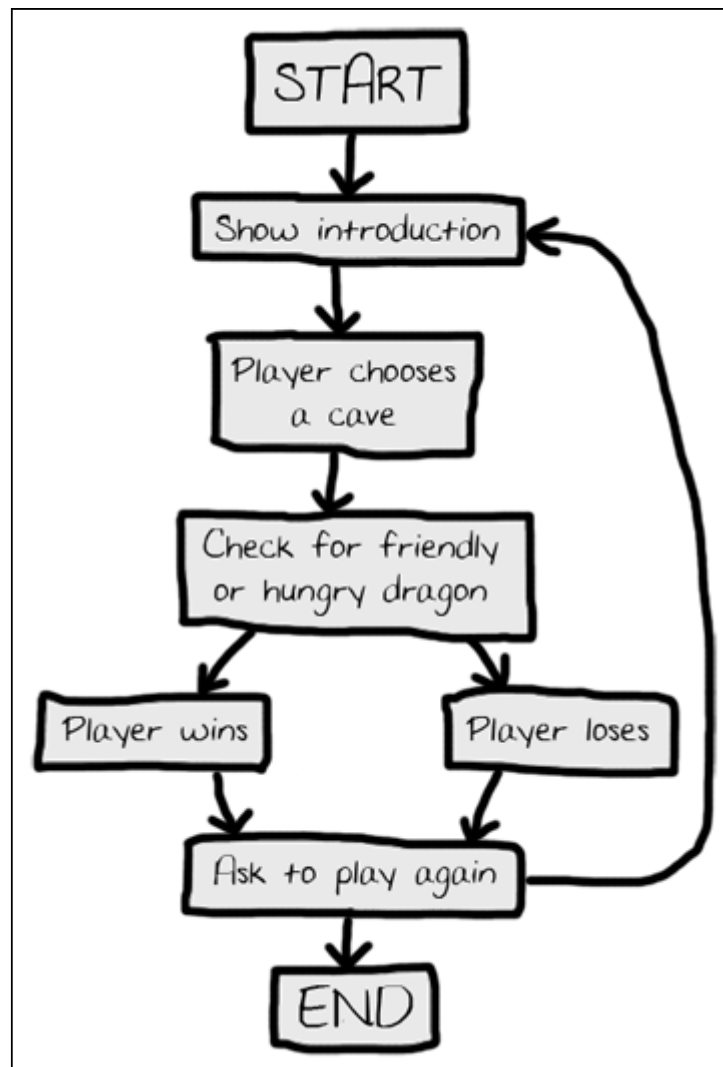 START
Show introduction
Player chooses
a cave
Check for friendly
or hungry dragon
Player wins
Player loses
Ask to play again
END